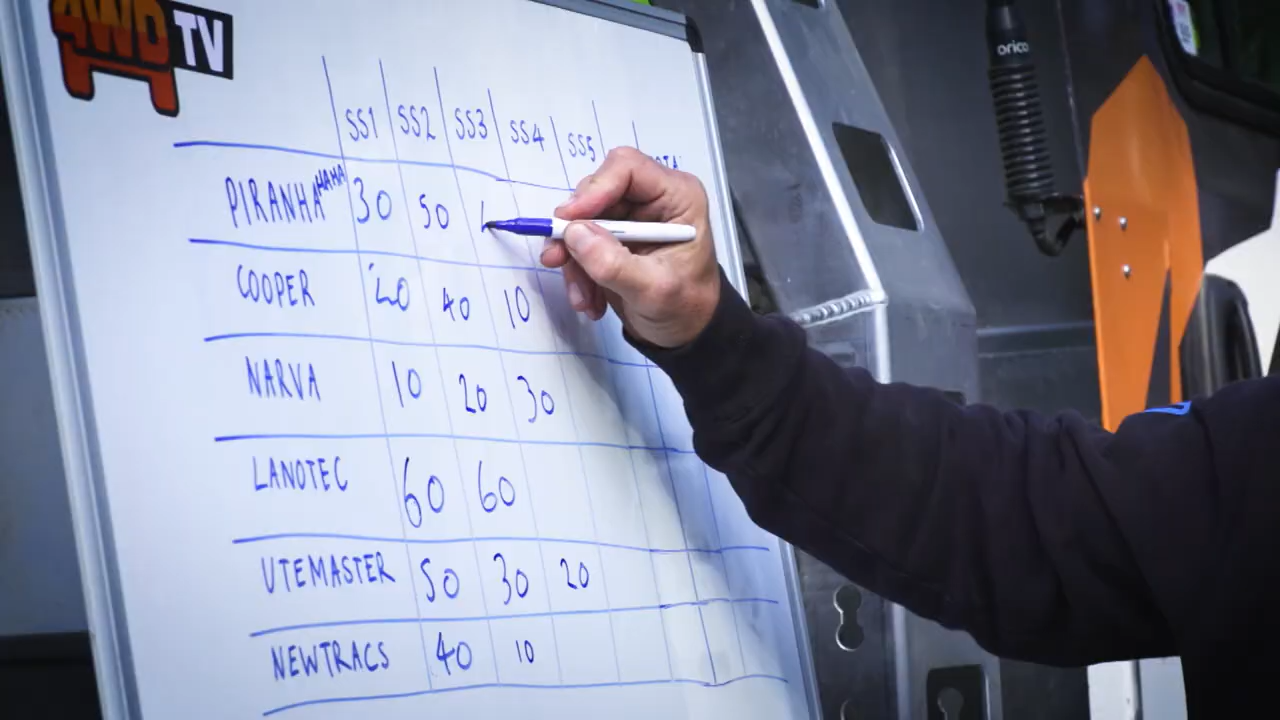 4WD TV
orico
SS1 SS2 SS3 SS4 SS5
PIRANHA HAHA 30 50
COOPER 20 40 10
NARVA 10 20 30
LANOTEC 60 60
UTEMASTER 50 30 20
NEWTRACS 40 10